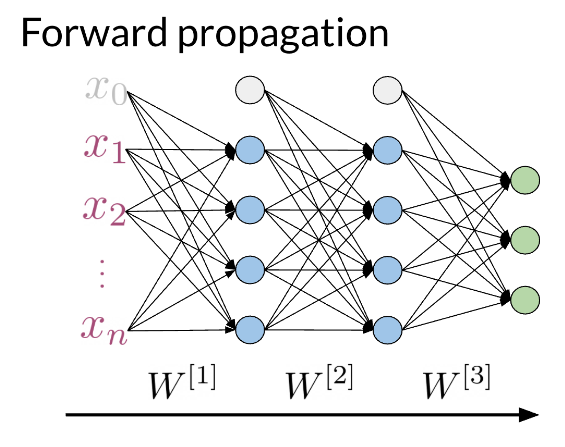 Forward propagation
x₀
x₁
x₂
⋮
xₙ
W^[1] W^[2] W^[3]